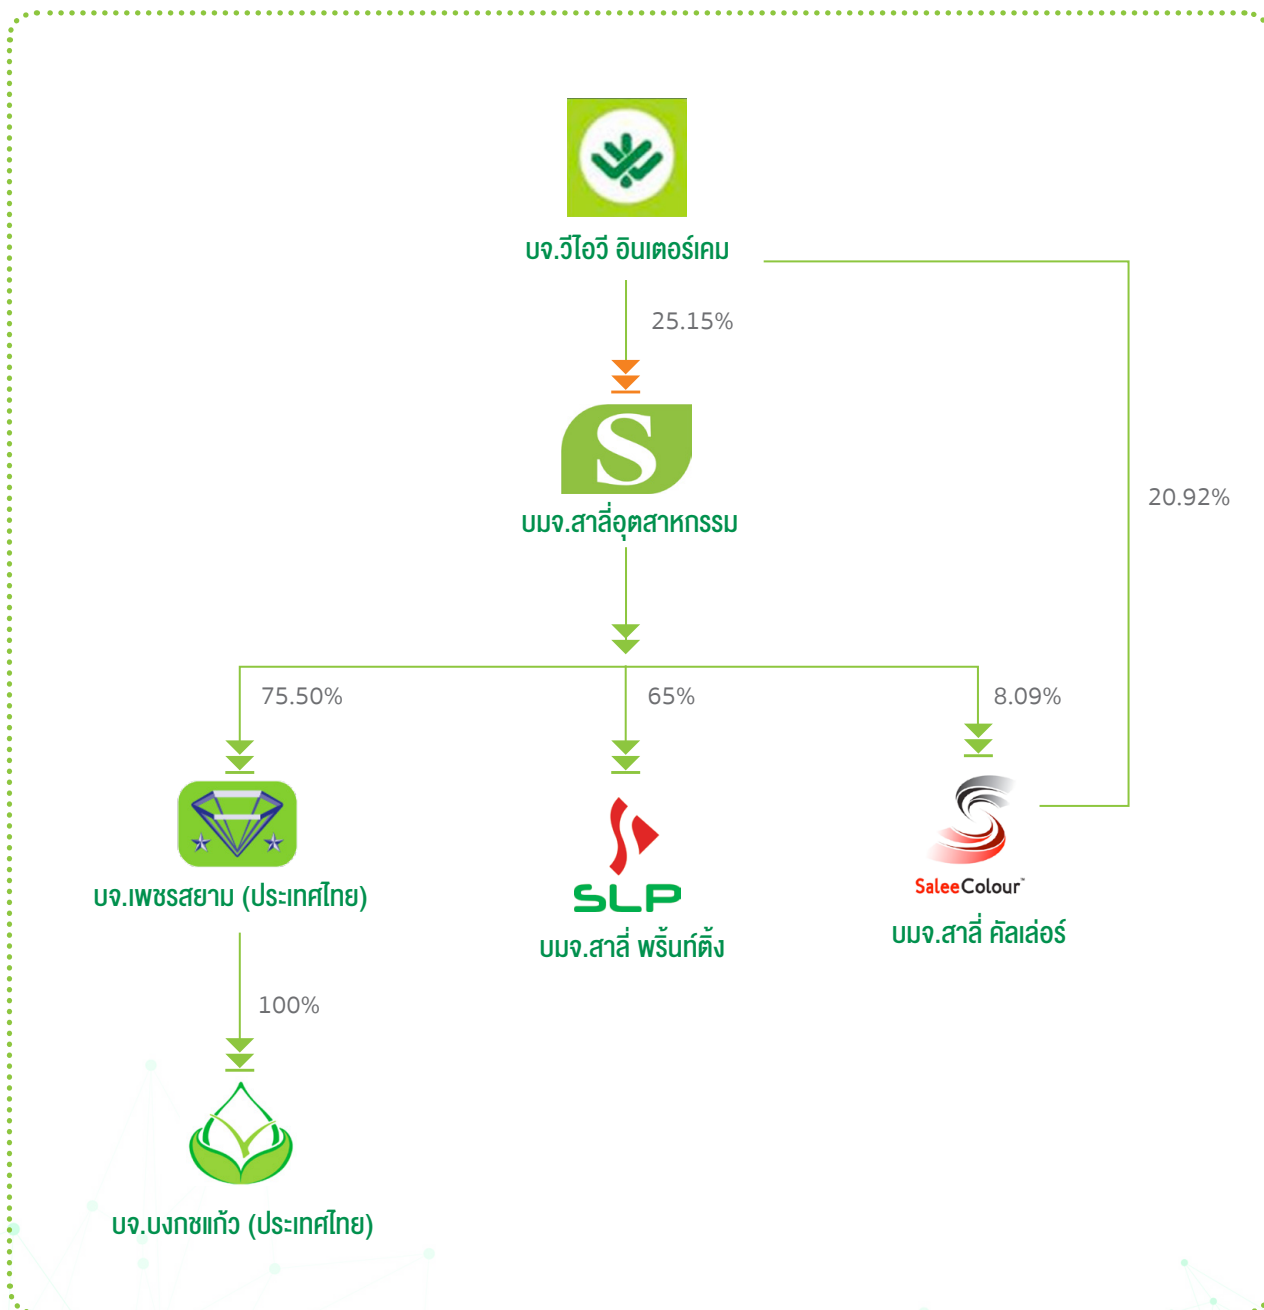 บจ.วีไอวี อินเตอร์เคม
25.15%
S
บมจ.สาลี่อุตสาหกรรม
20.92%
75.50%
65%
8.09%
SLP
SaleeColour™
บจ.เพชรสยาม (ประเทศไทย)
บมจ.สาลี่ พริ้นท์ติ้ง
บมจ.สาลี่ คัลเล่อร์
100%
บจ.บงกชแก้ว (ประเทศไทย)